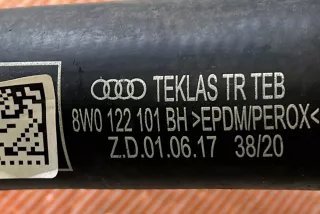 TEKLAS TR TEB
8W0 122 101 BH >EPDM/PEROX<
Z.D.01.06.17 38/20